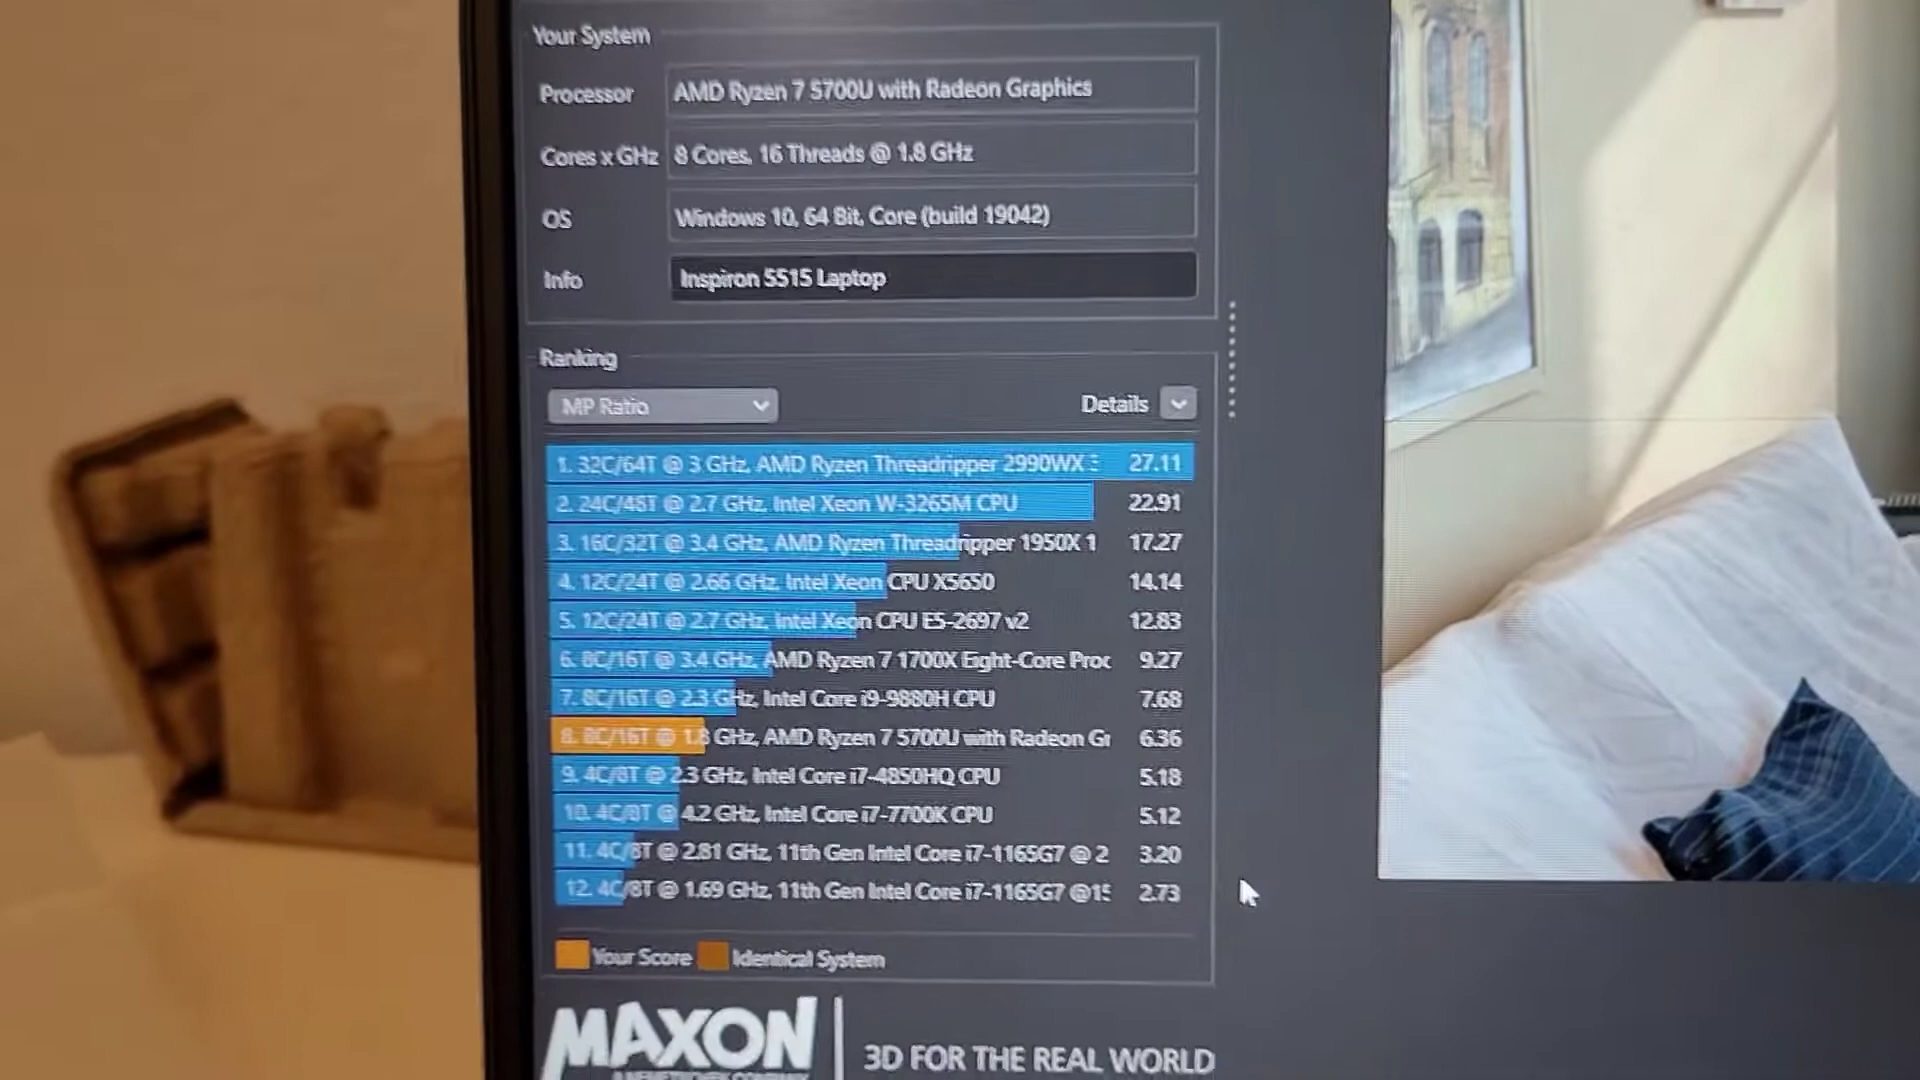 Your System
Processor AMD Ryzen 7 5700U with Radeon Graphics
Cores x GHz 8 Cores, 16 Threads @ 1.8 GHz
OS Windows 10, 64 Bit, Core (build 19042)
Info Inspiron 5515 Laptop
Ranking
MP Ratio Details
1. 32C/64T @ 3 GHz, AMD Ryzen Threadripper 2990WX 27.11
2. 24C/48T @ 2.7 GHz, Intel Xeon W-3265M CPU 22.91
3. 16C/32T @ 3.4 GHz, AMD Ryzen Threadripper 1950X 1 17.27
4. 12C/24T @ 2.66 GHz, Intel Xeon CPU X5650 14.14
5. 12C/24T @ 2.7 GHz, Intel Xeon CPU E5-2697 v2 12.83
6. 8C/16T @ 3.4 GHz, AMD Ryzen 7 1700X Eight-Core Proc 9.27
7. 8C/16T @ 2.3 GHz, Intel Core i9-9880H CPU 7.68
8. 8C/16T @ 1.8 GHz, AMD Ryzen 7 5700U with Radeon Gr 6.36
9. 4C/8T @ 2.3 GHz, Intel Core i7-4850HQ CPU 5.18
10. 4C/8T @ 4.2 GHz, Intel Core i7-7700K CPU 5.12
11. 4C/8T @ 2.81 GHz, 11th Gen Intel Core i7-1165G7 @ 2 3.20
12. 4C/8T @ 1.69 GHz, 11th Gen Intel Core i7-1165G7 @15 2.73
Your Score Identical System
MAXON 3D FOR THE REAL WORLD